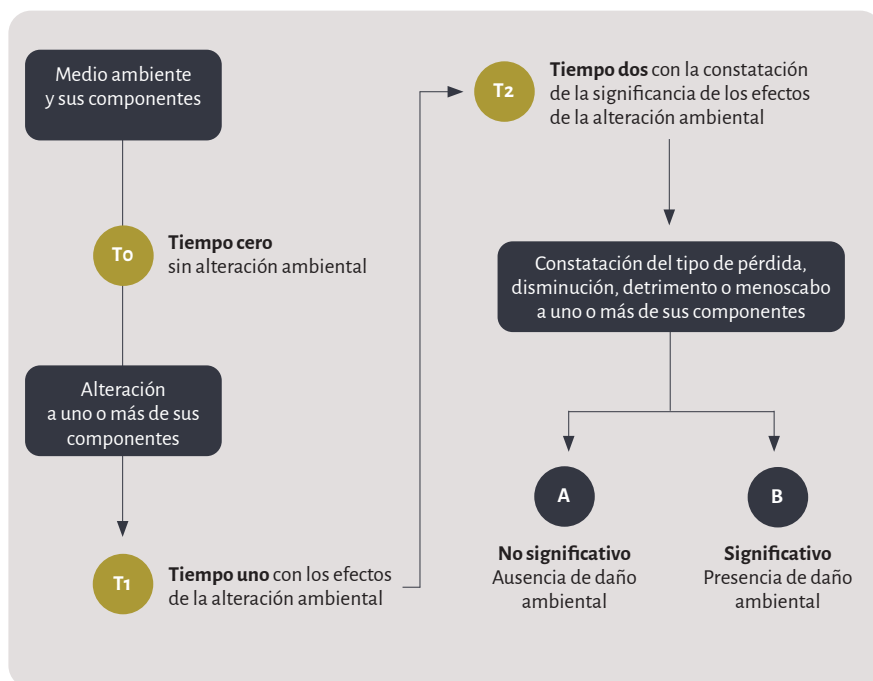 Medio ambiente
y sus componentes
T0
Tiempo cero
sin alteración ambiental
Alteración
a uno o más de sus
componentes
T1
Tiempo uno con los efectos
de la alteración ambiental
T2
Tiempo dos con la constatación
de la significancia de los efectos
de la alteración ambiental
Constatación del tipo de pérdida,
disminución, detrimento o menoscabo
a uno o más de sus componentes
A
No significativo
Ausencia de daño
ambiental
B
Significativo
Presencia de daño
ambiental